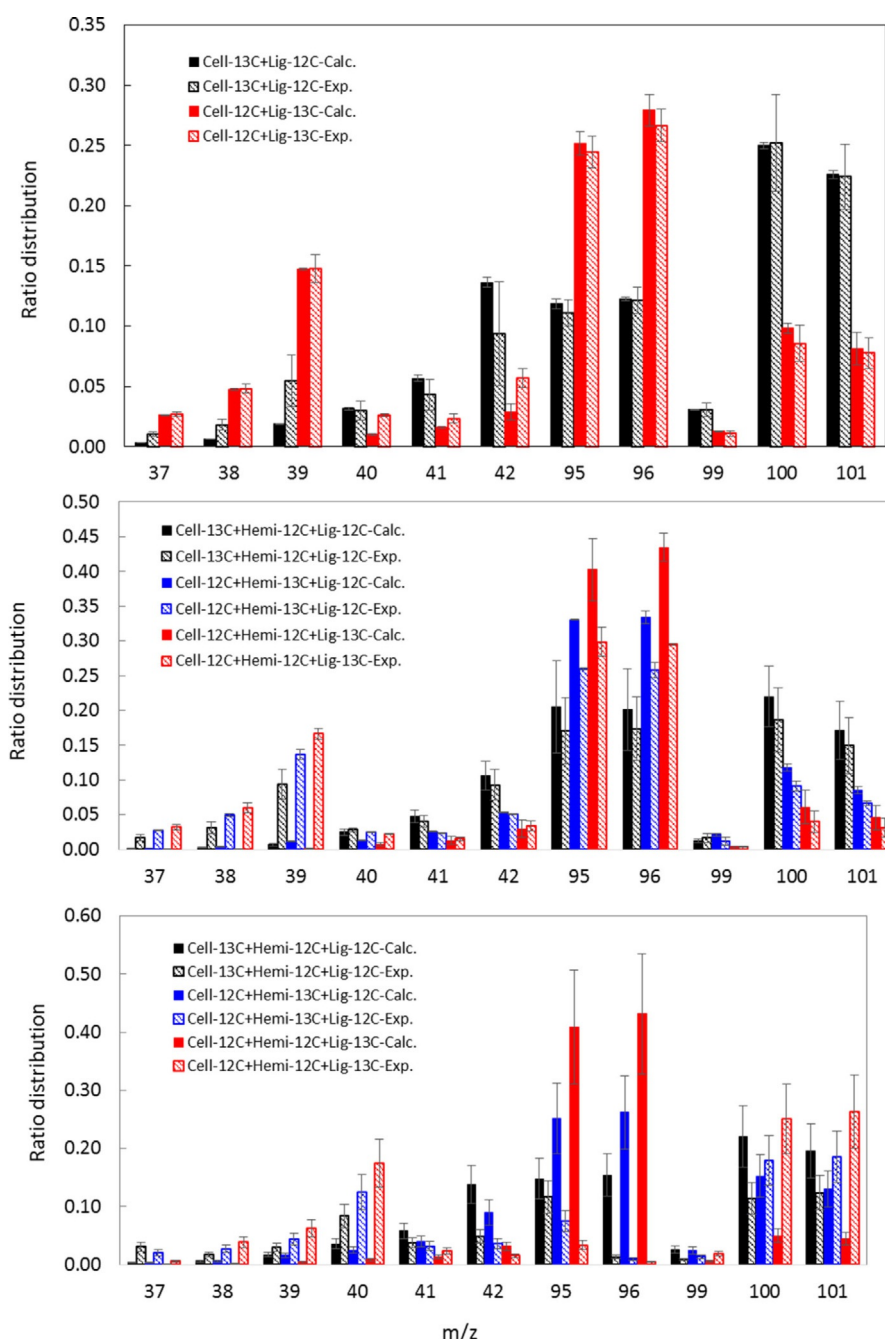 0.35
Cell-13C+Lig-12C-Calc.
0.30
Cell-13C+Lig-12C-Exp.
Cell-12C+Lig-13C-Calc.
0.25
Cell-12C+Lig-13C-Exp.
0.20
Ratio distribution
0.15
0.10
0.05
0.00
37 38 39 40 41 42 95 96 99 100 101
0.50
Cell-13C+Hemi-12C+Lig-12C-Calc.
0.45
Cell-13C+Hemi-12C+Lig-12C-Exp.
0.40
Cell-12C+Hemi-13C+Lig-12C-Calc.
0.35
Cell-12C+Hemi-13C+Lig-12C-Exp.
0.30
Cell-12C+Hemi-12C+Lig-13C-Calc.
Cell-12C+Hemi-12C+Lig-13C-Exp.
0.25
Ratio distribution
0.20
0.15
0.10
0.05
0.00
37 38 39 40 41 42 95 96 99 100 101
0.60
Cell-13C+Hemi-12C+Lig-12C-Calc.
0.50
Cell-13C+Hemi-12C+Lig-12C-Exp.
Cell-12C+Hemi-13C+Lig-12C-Calc.
0.40
Cell-12C+Hemi-13C+Lig-12C-Exp.
Cell-12C+Hemi-12C+Lig-13C-Calc.
Cell-12C+Hemi-12C+Lig-13C-Exp.
0.30
Ratio distribution
0.20
0.10
0.00
37 38 39 40 41 42 95 96 99 100 101
m/z